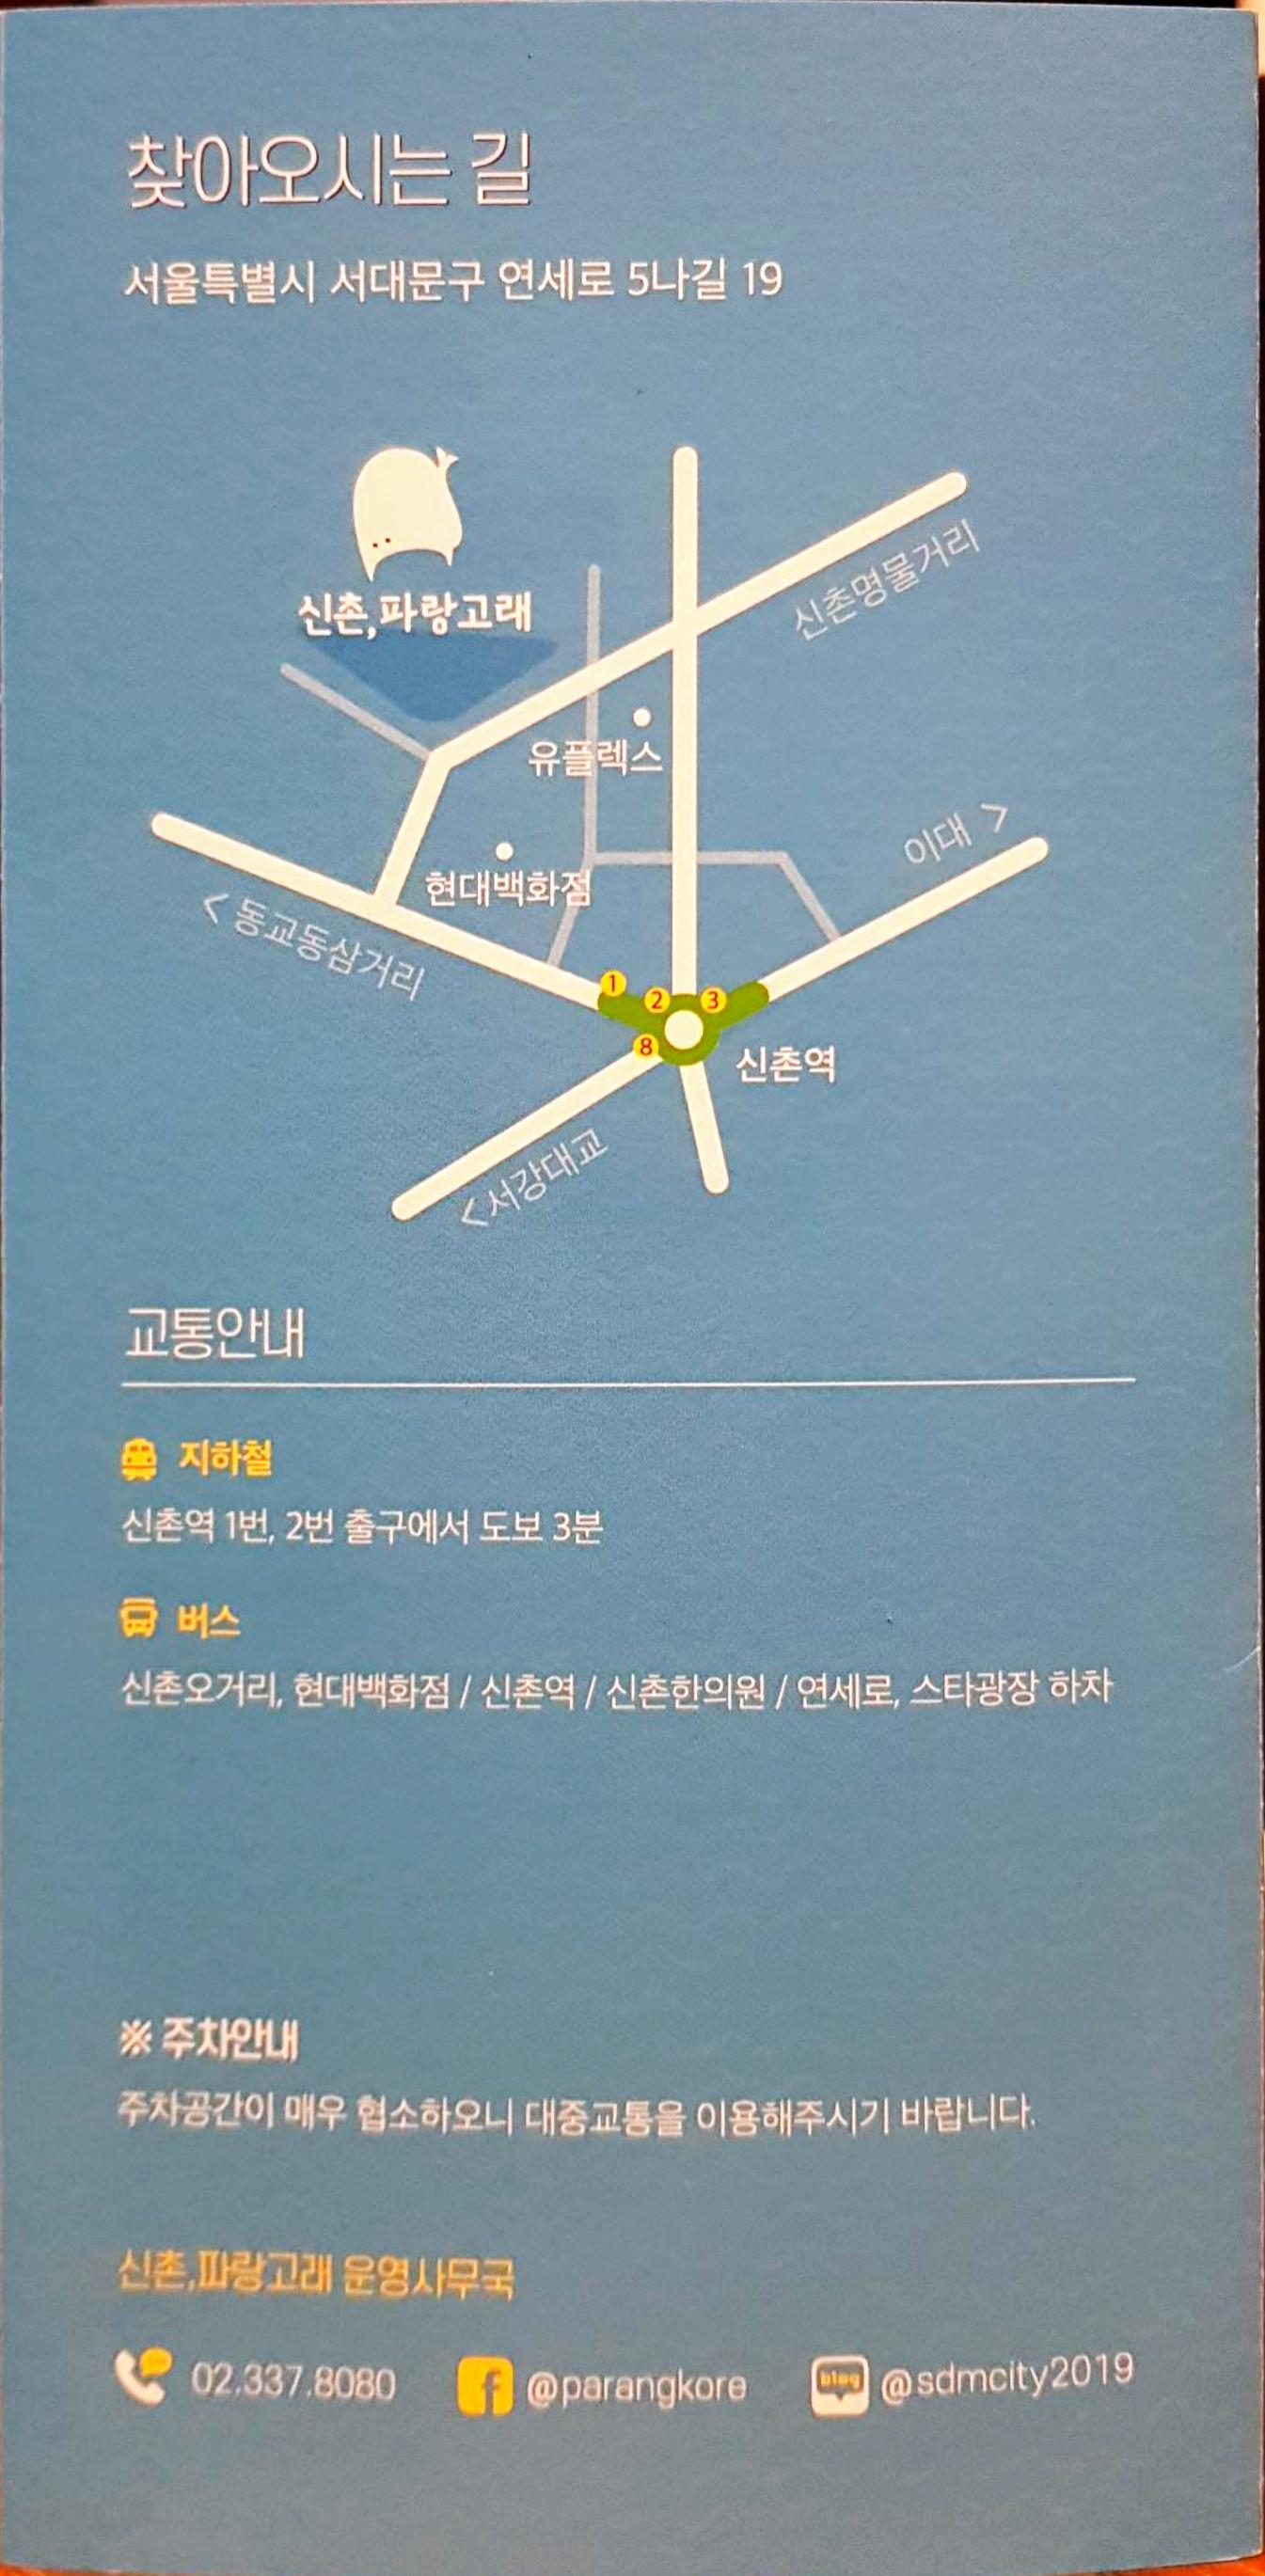 찾아오시는 길
서울특별시 서대문구 연세로 5나길 19
신촌,파랑고래
신촌명물거리
유플렉스
이대 >
현대백화점
< 동교동삼거리
1
2
3
8
신촌역
<서강대교
교통안내
지하철
신촌역 1번, 2번 출구에서 도보 3분
버스
신촌오거리, 현대백화점 / 신촌역 / 신촌한의원 / 연세로, 스타광장 하차
※ 주차안내
주차공간이 매우 협소하오니 대중교통을 이용해주시기 바랍니다.
신촌,파랑고래 운영사무국
02.337.8080 f @parangkore blog @sdmcity2019